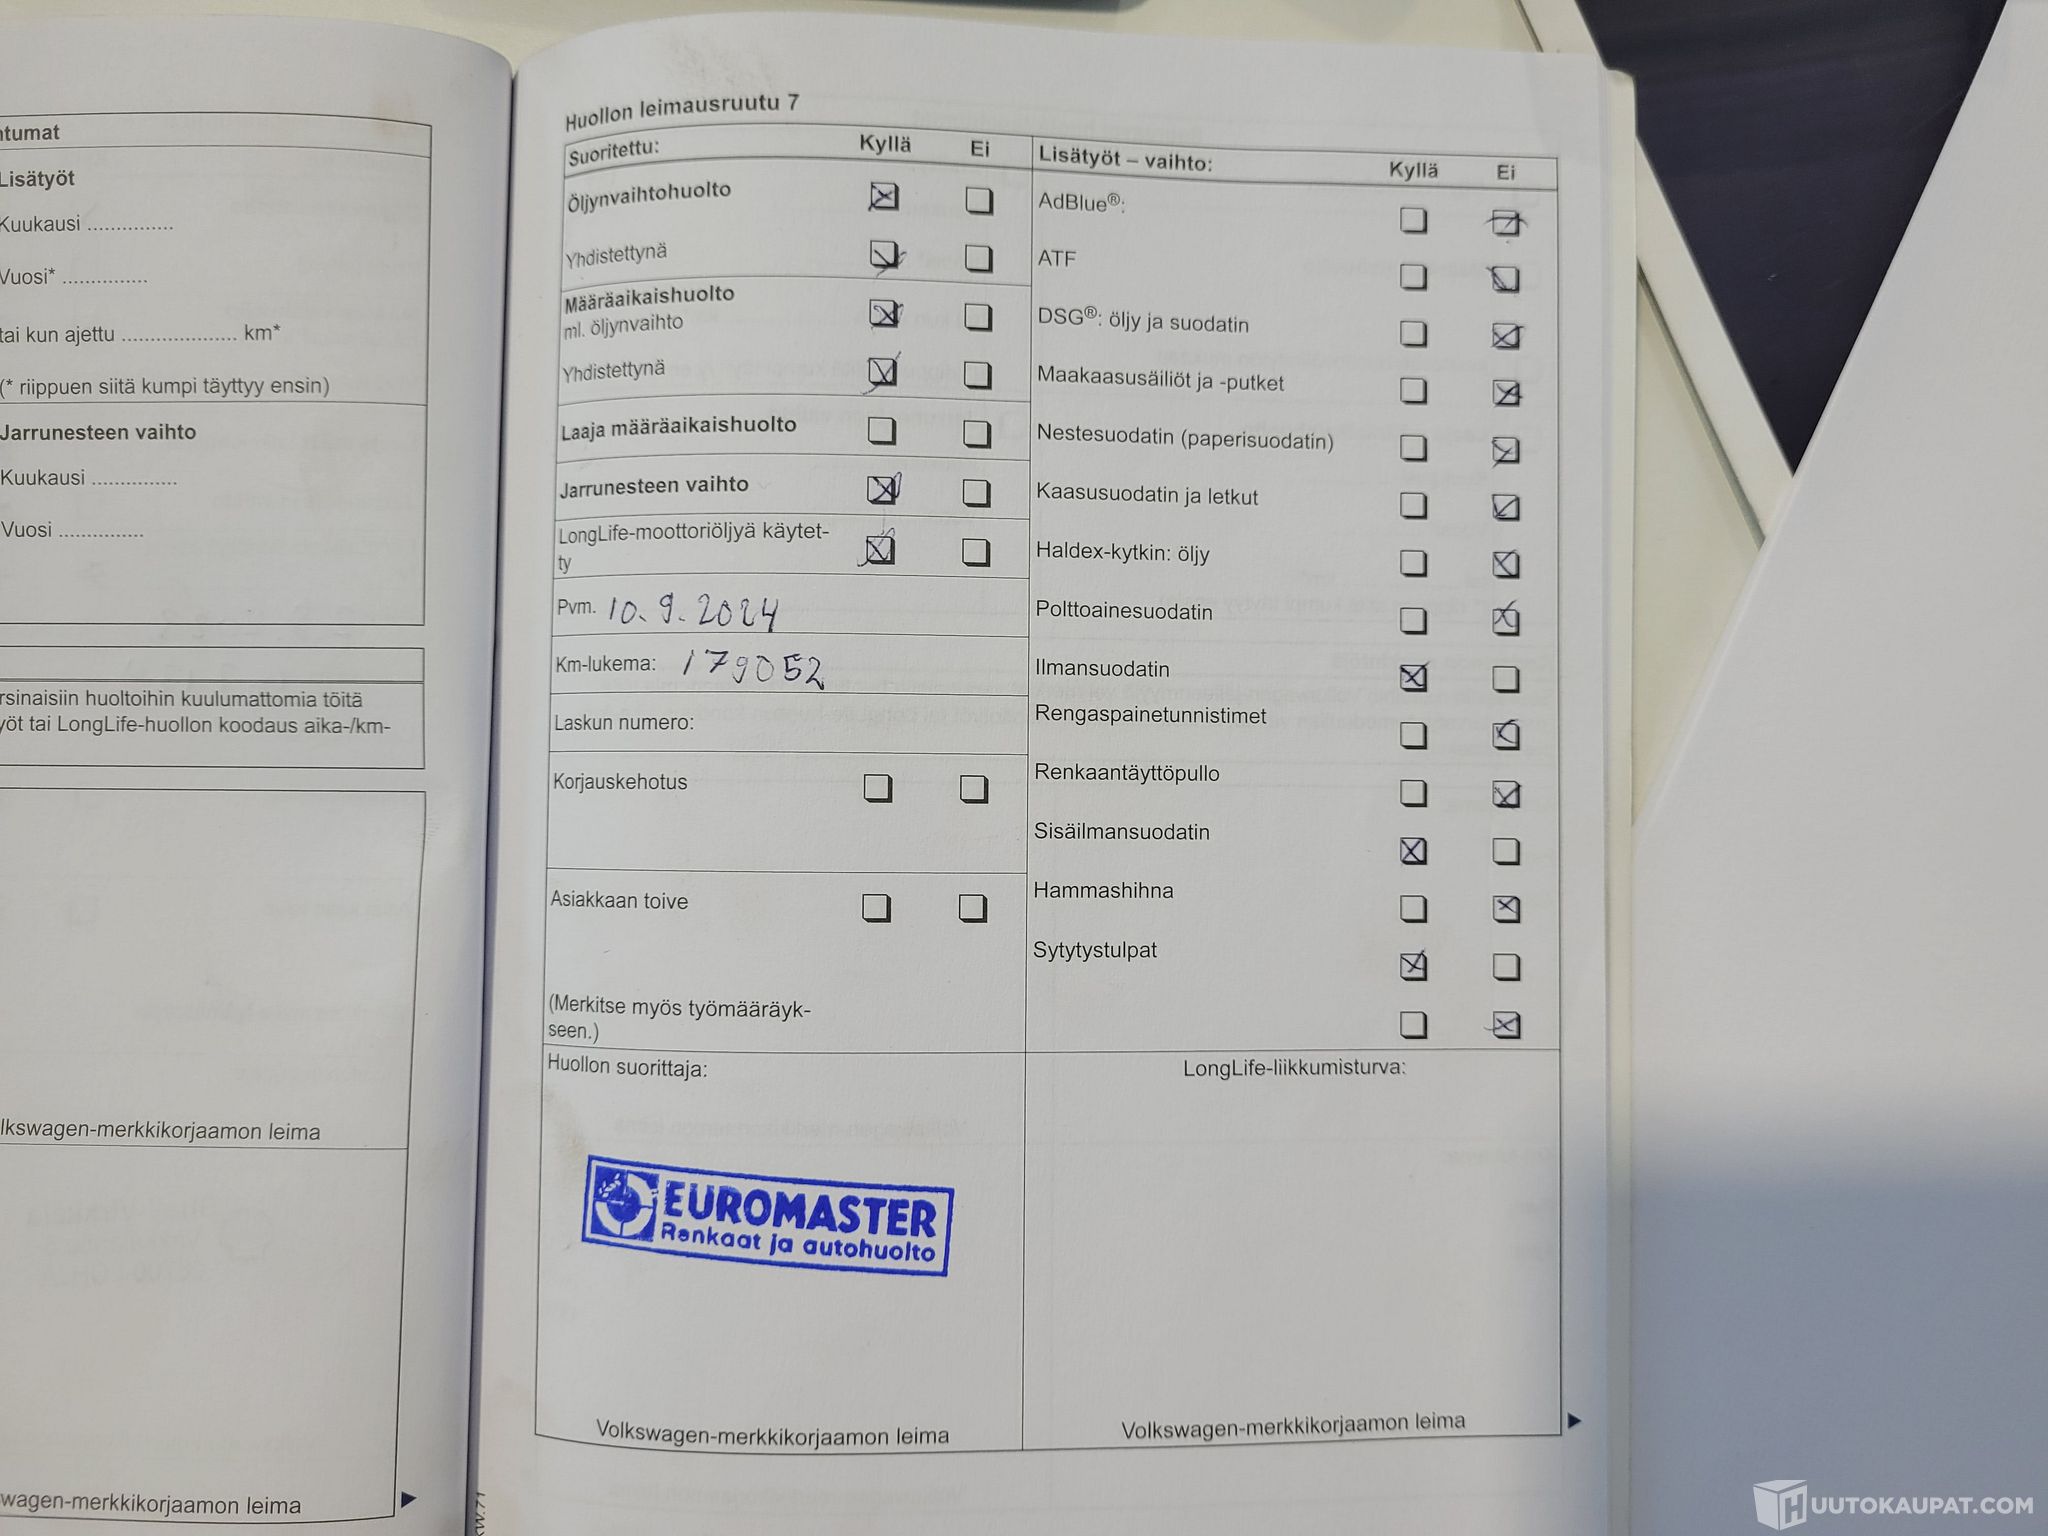 ntumat
Lisätyöt
Kuukausi ...............
Vuosi* ...............
tai kun ajettu .................... km*
(* riippuen siitä kumpi täyttyy ensin)
Jarrunesteen vaihto
Kuukausi ...............
Vuosi ...............
rsinaisiin huoltoihin kuulumattomia töitä
yöt tai LongLife-huollon koodaus aika-/km-
lkswagen-merkkikorjaamon leima
swagen-merkkikorjaamon leima
Huollon leimausruutu 7
Suoritettu: Kyllä Ei
Öljynvaihtohuolto
Yhdistettynä
Määräaikaishuolto
ml. öljynvaihto
Yhdistettynä
Laaja määräaikaishuolto
Jarrunesteen vaihto
LongLife-moottoriöljyä käytet-
ty
Pvm. 10.9.2024
Km-lukema: 179052
Laskun numero:
Korjauskehotus
Asiakkaan toive
(Merkitse myös työmääräyk-
seen.)
Lisätyöt – vaihto: Kyllä Ei
AdBlue®:
ATF
DSG®: öljy ja suodatin
Maakaasusäiliöt ja -putket
Nestesuodatin (paperisuodatin)
Kaasusuodatin ja letkut
Haldex-kytkin: öljy
Polttoainesuodatin
Ilmansuodatin
Rengaspainetunnistimet
Renkaantäyttöpullo
Sisäilmansuodatin
Hammashihna
Sytytystulpat
Huollon suorittaja:
EUROMASTER
Renkaat ja autohuolto
Volkswagen-merkkikorjaamon leima
LongLife-liikkumisturva:
Volkswagen-merkkikorjaamon leima
HUUTOKAUPAT.COM